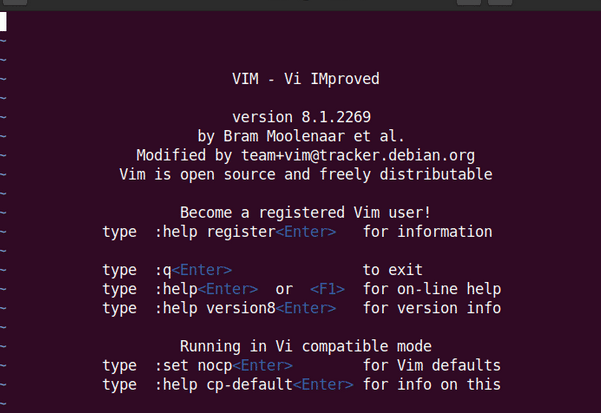 ~
~
~ VIM - Vi IMproved
~
~ version 8.1.2269
~ by Bram Moolenaar et al.
~ Modified by team+vim@tracker.debian.org
~ Vim is open source and freely distributable
~
~ Become a registered Vim user!
~ type :help register<Enter> for information
~
~ type :q<Enter> to exit
~ type :help<Enter> or <F1> for on-line help
~ type :help version8<Enter> for version info
~
~ Running in Vi compatible mode
~ type :set nocp<Enter> for Vim defaults
~ type :help cp-default<Enter> for info on this
~